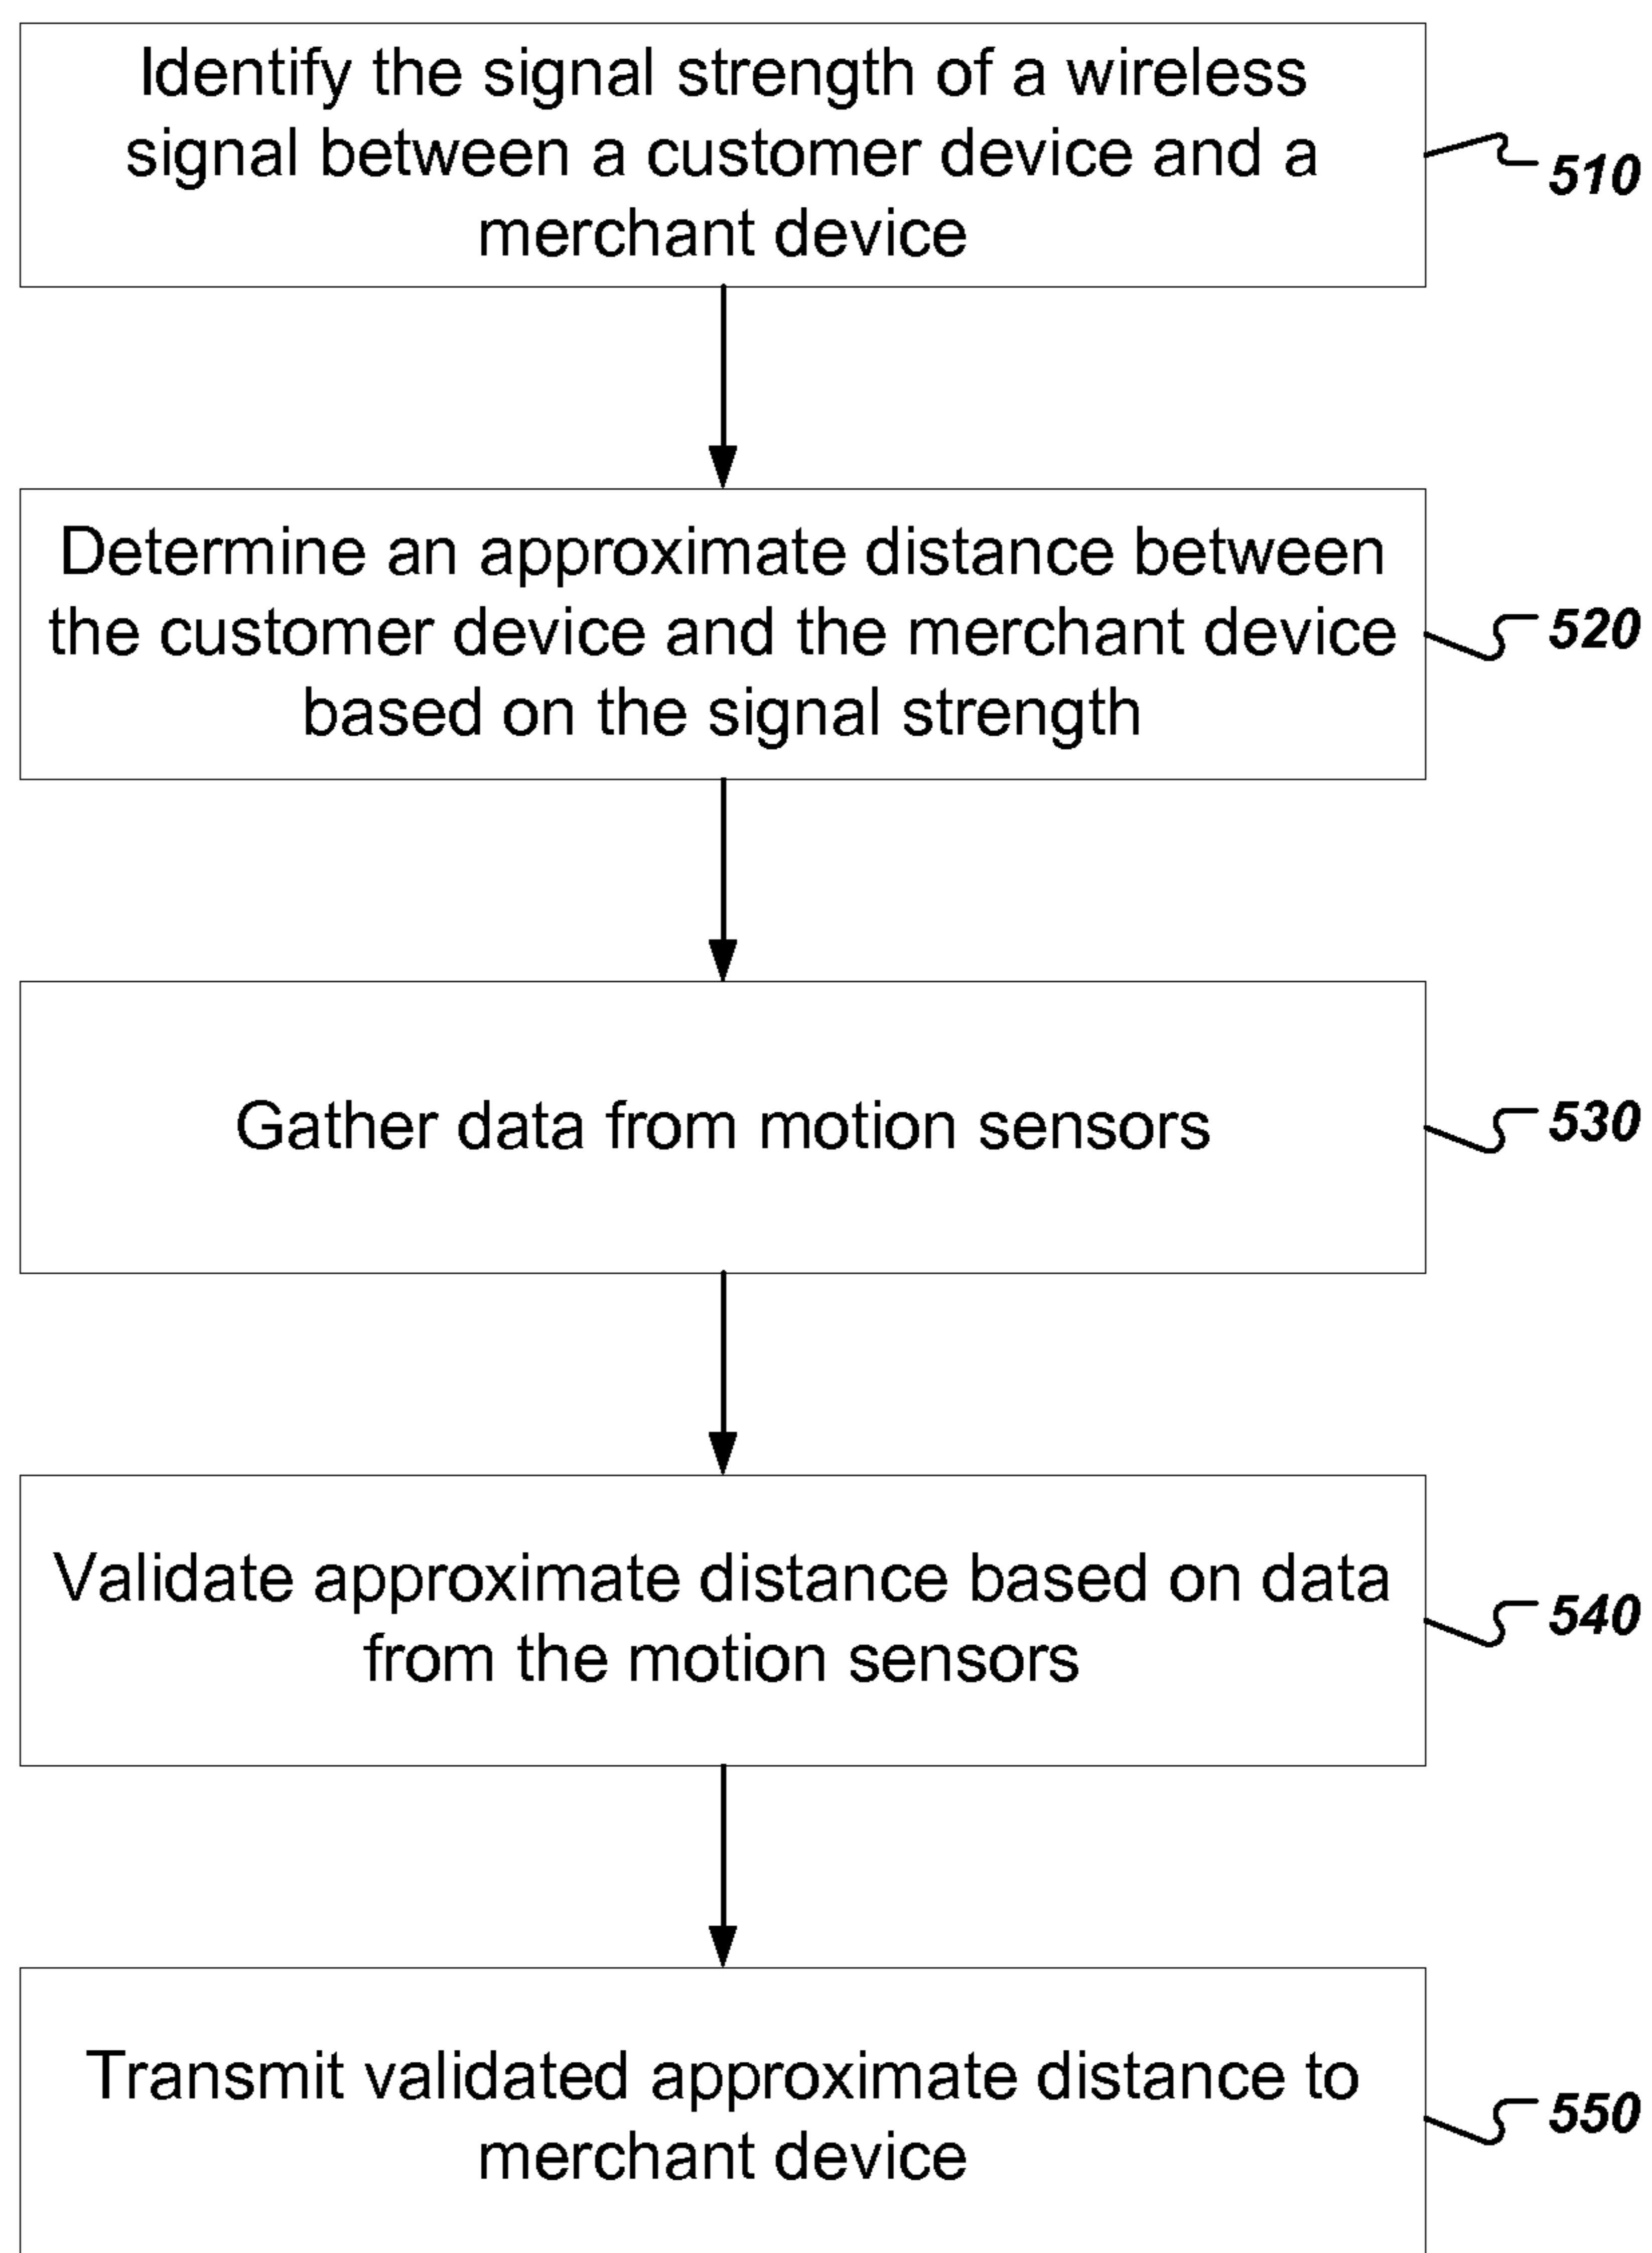 Identify the signal strength of a wireless
signal between a customer device and a
merchant device
510
Determine an approximate distance between
the customer device and the merchant device
based on the signal strength
520
Gather data from motion sensors
530
Validate approximate distance based on data
from the motion sensors
540
Transmit validated approximate distance to
merchant device
550